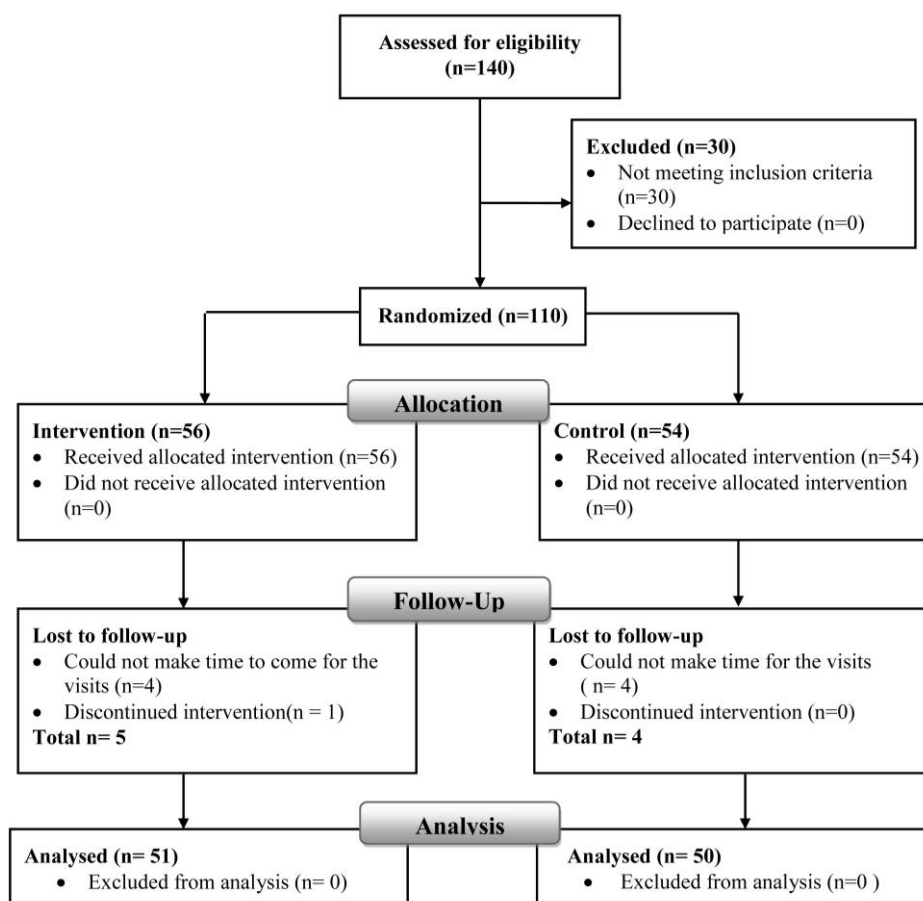 Assessed for eligibility
(n=140)
Excluded (n=30)
• Not meeting inclusion criteria
(n=30)
• Declined to participate (n=0)
Randomized (n=110)
Allocation
Intervention (n=56)
• Received allocated intervention (n=56)
• Did not receive allocated intervention
(n=0)
Control (n=54)
• Received allocated intervention (n=54)
• Did not receive allocated intervention
(n=0)
Follow-Up
Lost to follow-up
• Could not make time to come for the
visits (n=4)
• Discontinued intervention(n = 1)
Total n= 5
Lost to follow-up
• Could not make time for the visits
( n= 4)
• Discontinued intervention (n=0)
Total n= 4
Analysis
Analysed (n= 51)
• Excluded from analysis (n= 0)
Analysed (n= 50)
• Excluded from analysis (n=0 )